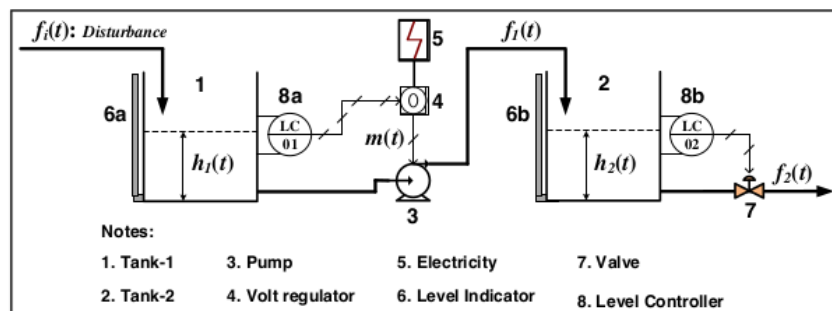 fi(t): Disturbance
5
f1(t)
1
2
6a
8a
4
6b
8b
LC
01
LC
02
m(t)
h1(t)
h2(t)
f2(t)
3
7
Notes:
1. Tank-1 3. Pump 5. Electricity 7. Valve
2. Tank-2 4. Volt regulator 6. Level Indicator 8. Level Controller